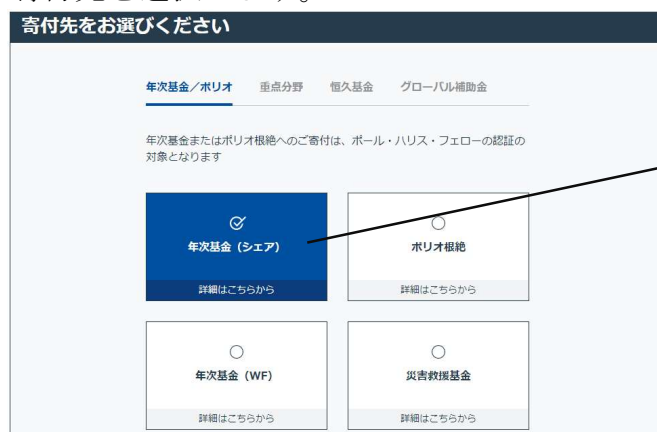 寄付先をお選びください
年次基金／ポリオ 重点分野 恒久基金 グローバル補助金
年次基金またはポリオ根絶へのご寄付は、ポール・ハリス・フェローの認証の
対象となります
年次基金（シェア） ポリオ根絶
詳細はこちらから 詳細はこちらから
年次基金（WF） 災害救援基金
詳細はこちらから 詳細はこちらから